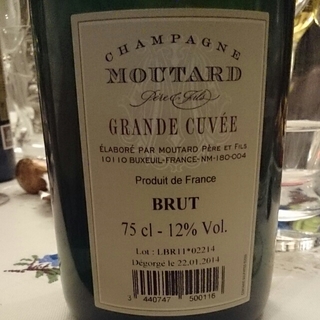 CHAMPAGNE
MOUTARD
Père & Fils
GRANDE CUVÉE
ÉLABORÉ PAR MOUTARD PÈRE ET FILS
10110 BUXEUIL-FRANCE-NM-180-004
Produit de France
BRUT
75 cl - 12% Vol.
Lot : LBR11*02214
Dégorgé le 22.01.2014
3 440747 500116